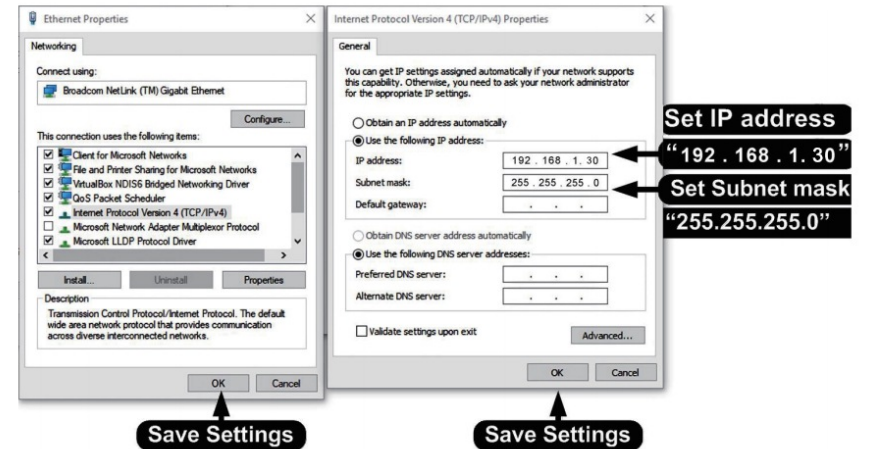 Ethernet Properties
Networking
Connect using:
Broadcom NetLink (TM) Gigabit Ethernet
Configure...
This connection uses the following items:
Client for Microsoft Networks
File and Printer Sharing for Microsoft Networks
VirtualBox NDIS6 Bridged Networking Driver
QoS Packet Scheduler
Internet Protocol Version 4 (TCP/IPv4)
Microsoft Network Adapter Multiplexor Protocol
Microsoft LLDP Protocol Driver
Install...
Uninstall
Properties
Description
Transmission Control Protocol/Internet Protocol. The default
wide area network protocol that provides communication
across diverse interconnected networks.
OK
Cancel
Save Settings
Internet Protocol Version 4 (TCP/IPv4) Properties
General
You can get IP settings assigned automatically if your network supports
this capability. Otherwise, you need to ask your network administrator
for the appropriate IP settings.
Obtain an IP address automatically
Use the following IP address:
IP address:
192 . 168 . 1. 30
Subnet mask:
255 . 255 . 255 . 0
Default gateway:
. . .
Obtain DNS server address automatically
Use the following DNS server addresses:
Preferred DNS server:
. . .
Alternate DNS server:
. . .
Validate settings upon exit
Advanced...
OK
Cancel
Save Settings
Set IP address
“192 . 168 . 1. 30”
Set Subnet mask
“255.255.255.0”